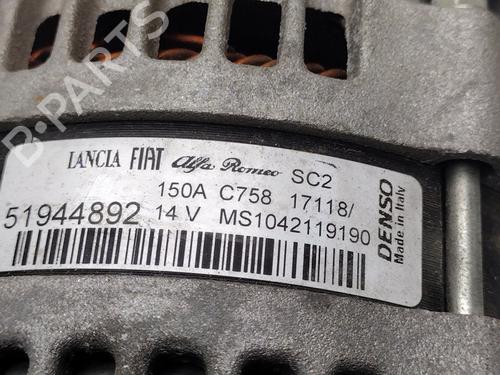 B-PARTS
LANCIA FIAT Alfa Romeo SC2
150A C758 17118/
51944892 14 V MS1042119190
DENSO
Made in Italy